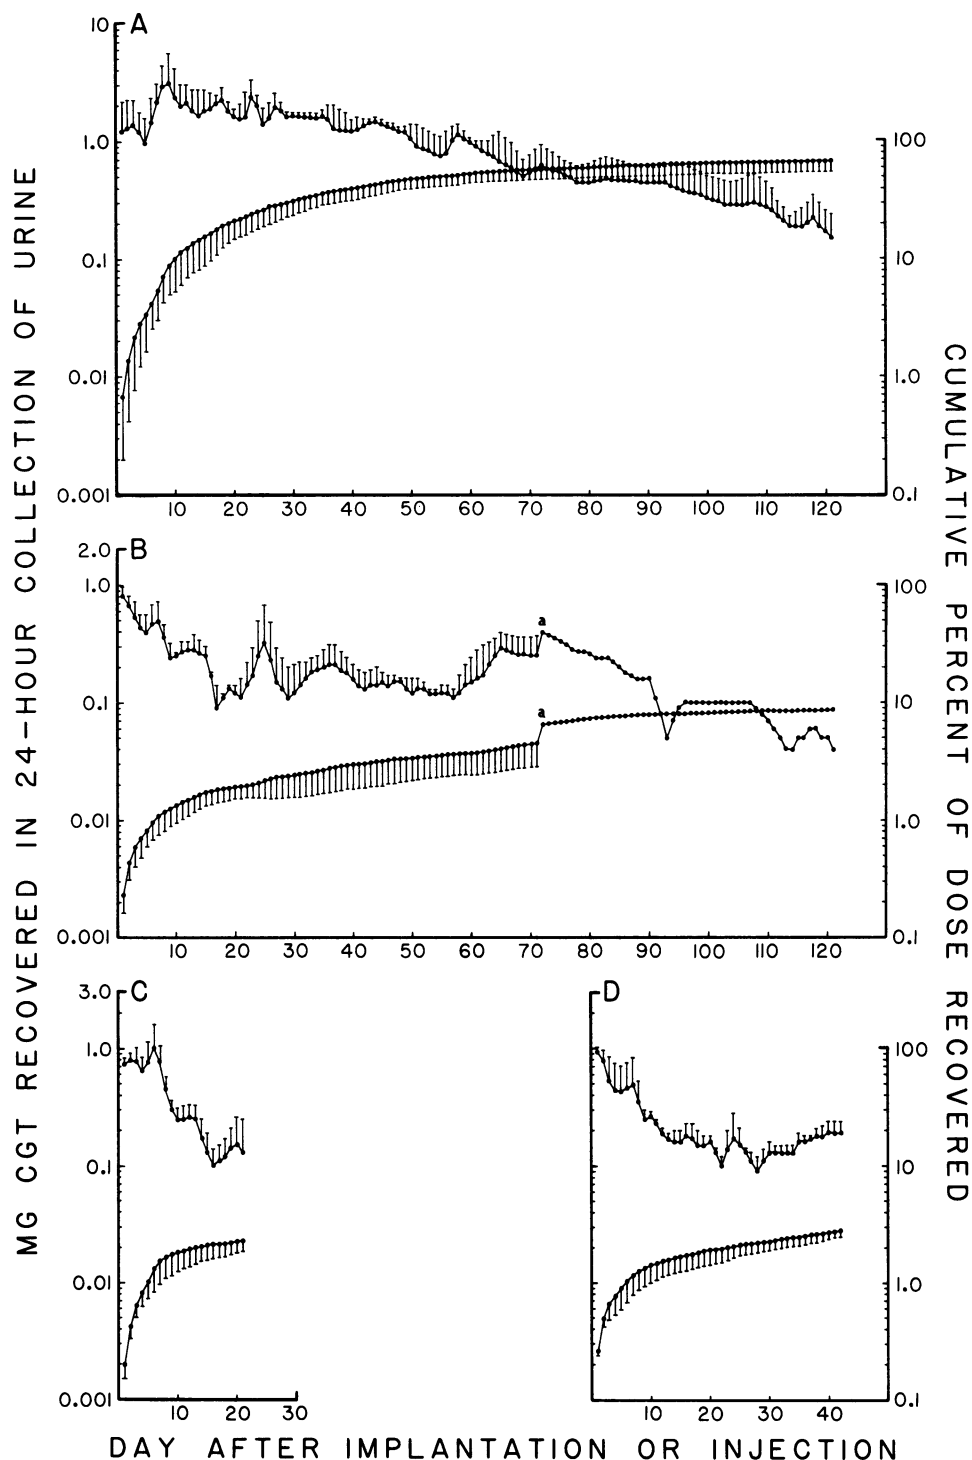 MG CGT RECOVERED IN 24-HOUR COLLECTION OF URINE
CUMULATIVE PERCENT OF DOSE RECOVERED
A
10
1.0
0.1
0.01
0.001
100
10
1.0
0.1
10 20 30 40 50 60 70 80 90 100 110 120
B
2.0
1.0
0.1
0.01
0.001
a
a
100
10
1.0
0.1
10 20 30 40 50 60 70 80 90 100 110 120
C
3.0
1.0
0.1
0.01
0.001
10 20 30
D
100
10
1.0
0.1
10 20 30 40
DAY AFTER IMPLANTATION OR INJECTION